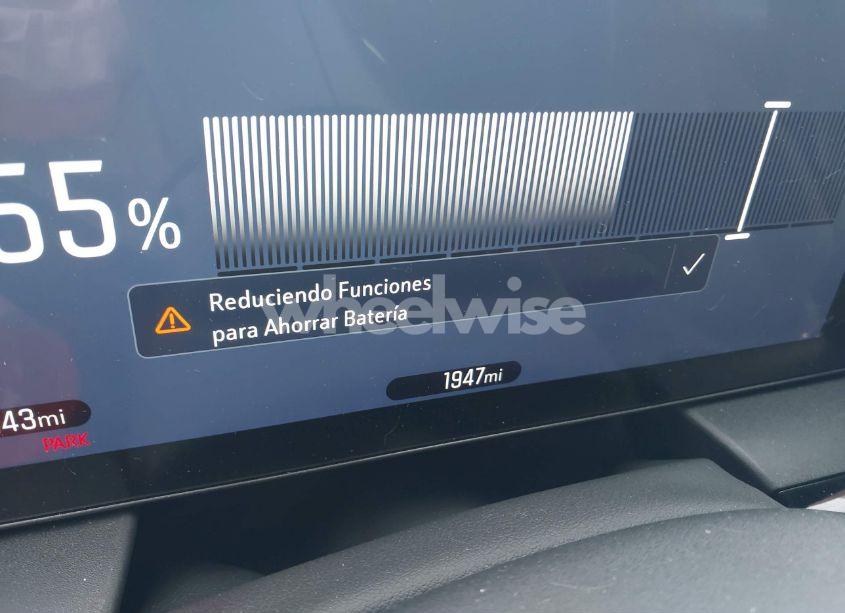 55%
Reduciendo Funciones
para Ahorrar Batería
wheelwise
1947mi
43mi
PARK